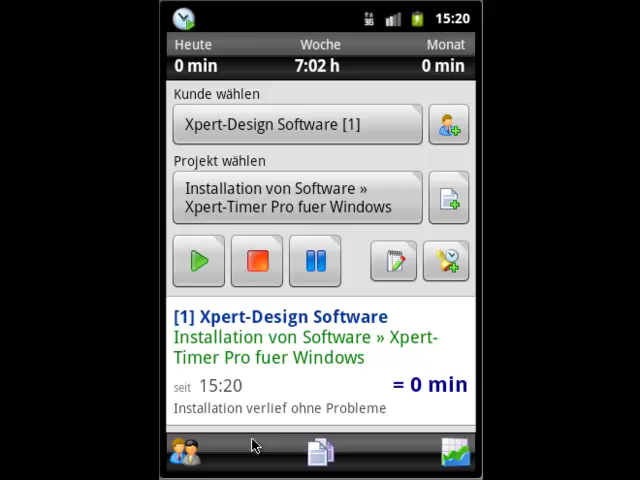 3G 15:20
Heute Woche Monat
0 min 7:02 h 0 min
Kunde wählen
Xpert-Design Software [1]
Projekt wählen
Installation von Software »
Xpert-Timer Pro fuer Windows
[1] Xpert-Design Software
Installation von Software » Xpert-
Timer Pro fuer Windows
seit 15:20 = 0 min
Installation verlief ohne Probleme